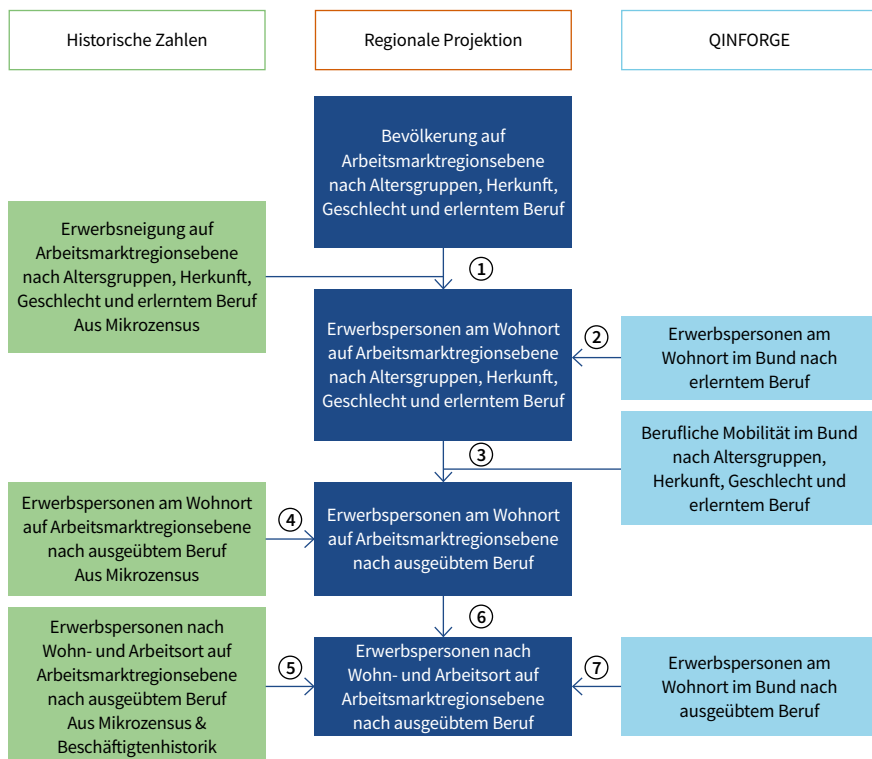 Historische Zahlen
Regionale Projektion
QINFORGE
Bevölkerung auf
Arbeitsmarktregionsebene
nach Altersgruppen, Herkunft,
Geschlecht und erlerntem Beruf
Erwerbsneigung auf
Arbeitsmarktregionsebene
nach Altersgruppen, Herkunft,
Geschlecht und erlerntem Beruf
Aus Mikrozensus
1
Erwerbspersonen am Wohnort
auf Arbeitsmarktregionsebene
nach Altersgruppen, Herkunft,
Geschlecht und erlerntem Beruf
2
Erwerbspersonen am
Wohnort im Bund nach
erlerntem Beruf
3
Berufliche Mobilität im Bund
nach Altersgruppen,
Herkunft, Geschlecht und
erlerntem Beruf
Erwerbspersonen am Wohnort
auf Arbeitsmarktregionsebene
nach ausgeübtem Beruf
Aus Mikrozensus
4
Erwerbspersonen am Wohnort
auf Arbeitsmarktregionsebene
nach ausgeübtem Beruf
6
Erwerbspersonen nach
Wohn- und Arbeitsort auf
Arbeitsmarktregionsebene
nach ausgeübtem Beruf
Aus Mikrozensus &
Beschäftigtenhistorik
5
Erwerbspersonen nach
Wohn- und Arbeitsort auf
Arbeitsmarktregionsebene
nach ausgeübtem Beruf
7
Erwerbspersonen am
Wohnort im Bund nach
ausgeübtem Beruf